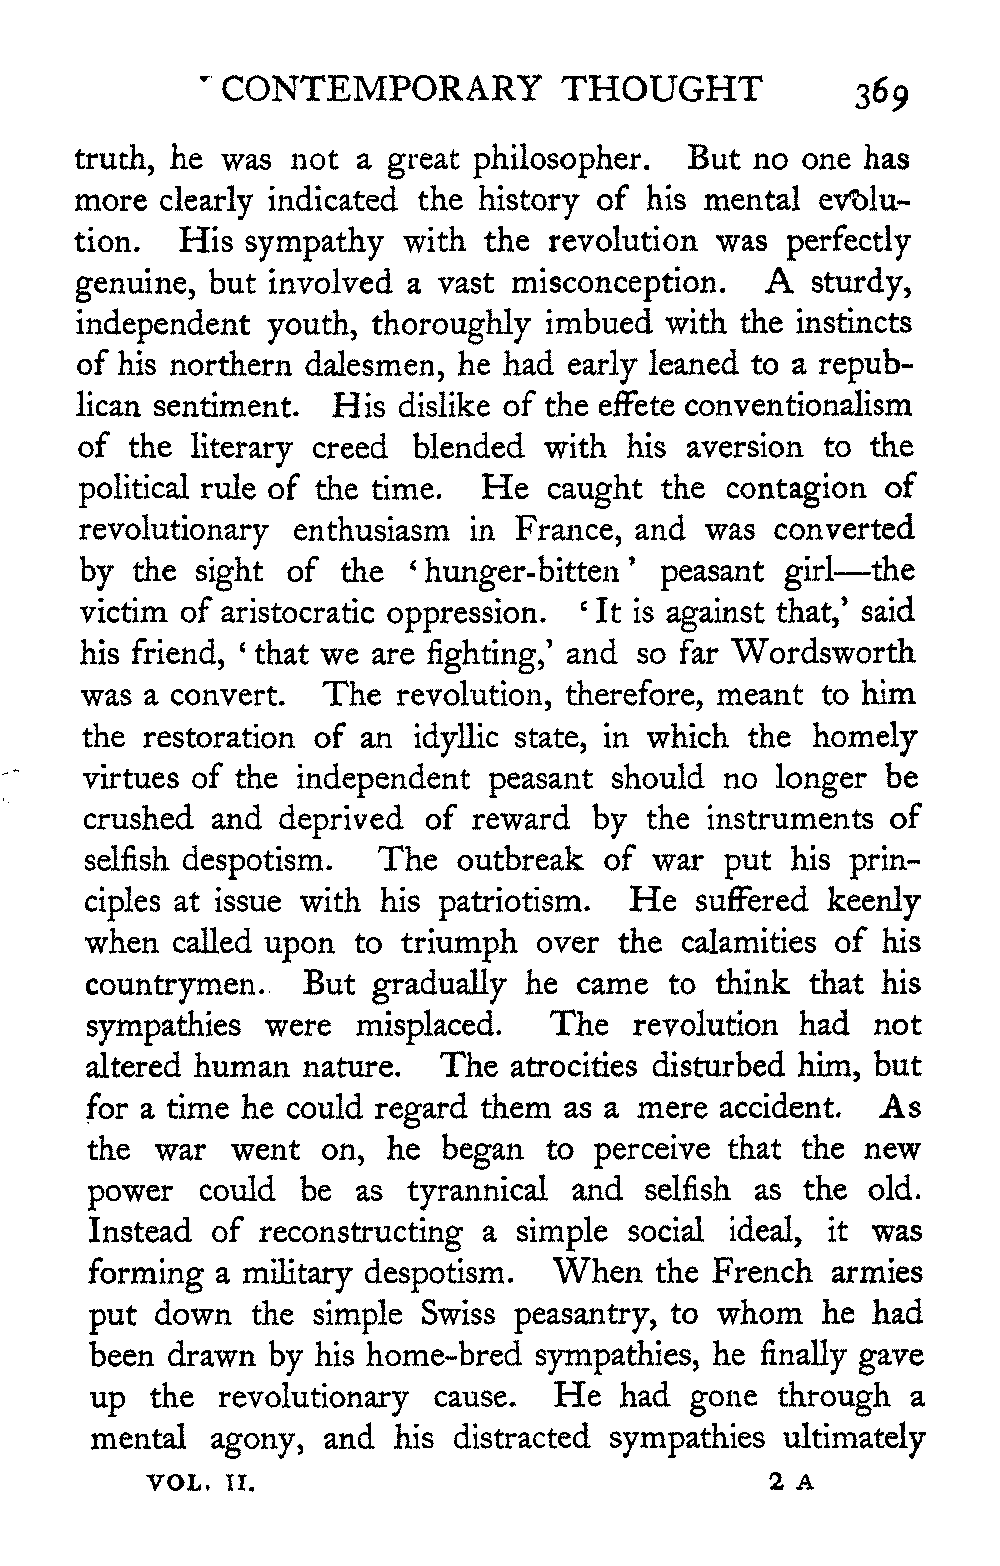 CONTEMPORARY THOUGHT 369
truth, he was not a great philosopher. But no one has
more clearly indicated the history of his mental evolu-
tion. His sympathy with the revolution was perfectly
genuine, but involved a vast misconception. A sturdy,
independent youth, thoroughly imbued with the instincts
of his northern dalesmen, he had early leaned to a repub-
lican sentiment. His dislike of the effete conventionalism
of the literary creed blended with his aversion to the
political rule of the time. He caught the contagion of
revolutionary enthusiasm in France, and was converted
by the sight of the ‘hunger-bitten’ peasant girl—the
victim of aristocratic oppression. ‘It is against that,’ said
his friend, ‘that we are fighting,’ and so far Wordsworth
was a convert. The revolution, therefore, meant to him
the restoration of an idyllic state, in which the homely
virtues of the independent peasant should no longer be
crushed and deprived of reward by the instruments of
selfish despotism. The outbreak of war put his prin-
ciples at issue with his patriotism. He suffered keenly
when called upon to triumph over the calamities of his
countrymen. But gradually he came to think that his
sympathies were misplaced. The revolution had not
altered human nature. The atrocities disturbed him, but
for a time he could regard them as a mere accident. As
the war went on, he began to perceive that the new
power could be as tyrannical and selfish as the old.
Instead of reconstructing a simple social ideal, it was
forming a military despotism. When the French armies
put down the simple Swiss peasantry, to whom he had
been drawn by his home-bred sympathies, he finally gave
up the revolutionary cause. He had gone through a
mental agony, and his distracted sympathies ultimately
VOL. II. 2 A